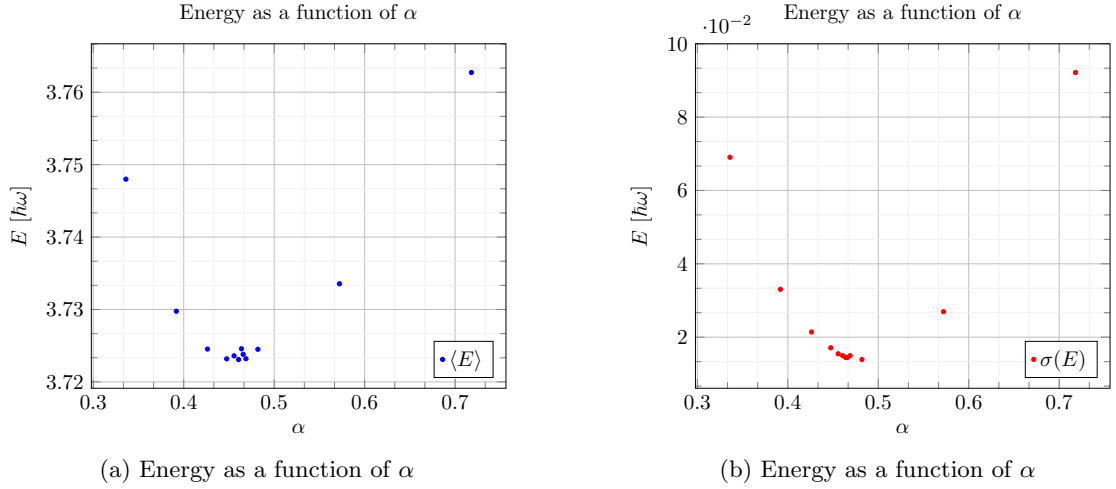 Energy as a function of α
3.76
3.75
3.74
3.73
3.72
E [ħω]
0.3 0.4 0.5 0.6 0.7
α
⟨E⟩
(a) Energy as a function of α
Energy as a function of α
·10⁻²
10
8
6
4
2
E [ħω]
0.3 0.4 0.5 0.6 0.7
α
σ(E)
(b) Energy as a function of α